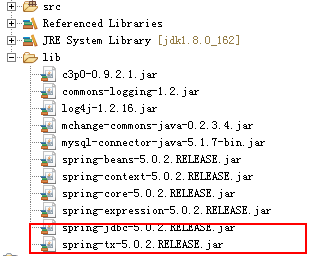 src
Referenced Libraries
JRE System Library [jdk1.8.0_162]
lib
c3p0-0.9.2.1.jar
commons-logging-1.2.jar
log4j-1.2.16.jar
mchange-commons-java-0.2.3.4.jar
mysql-connector-java-5.1.7-bin.jar
spring-beans-5.0.2.RELEASE.jar
spring-context-5.0.2.RELEASE.jar
spring-core-5.0.2.RELEASE.jar
spring-expression-5.0.2.RELEASE.jar
spring-jdbc-5.0.2.RELEASE.jar
spring-tx-5.0.2.RELEASE.jar